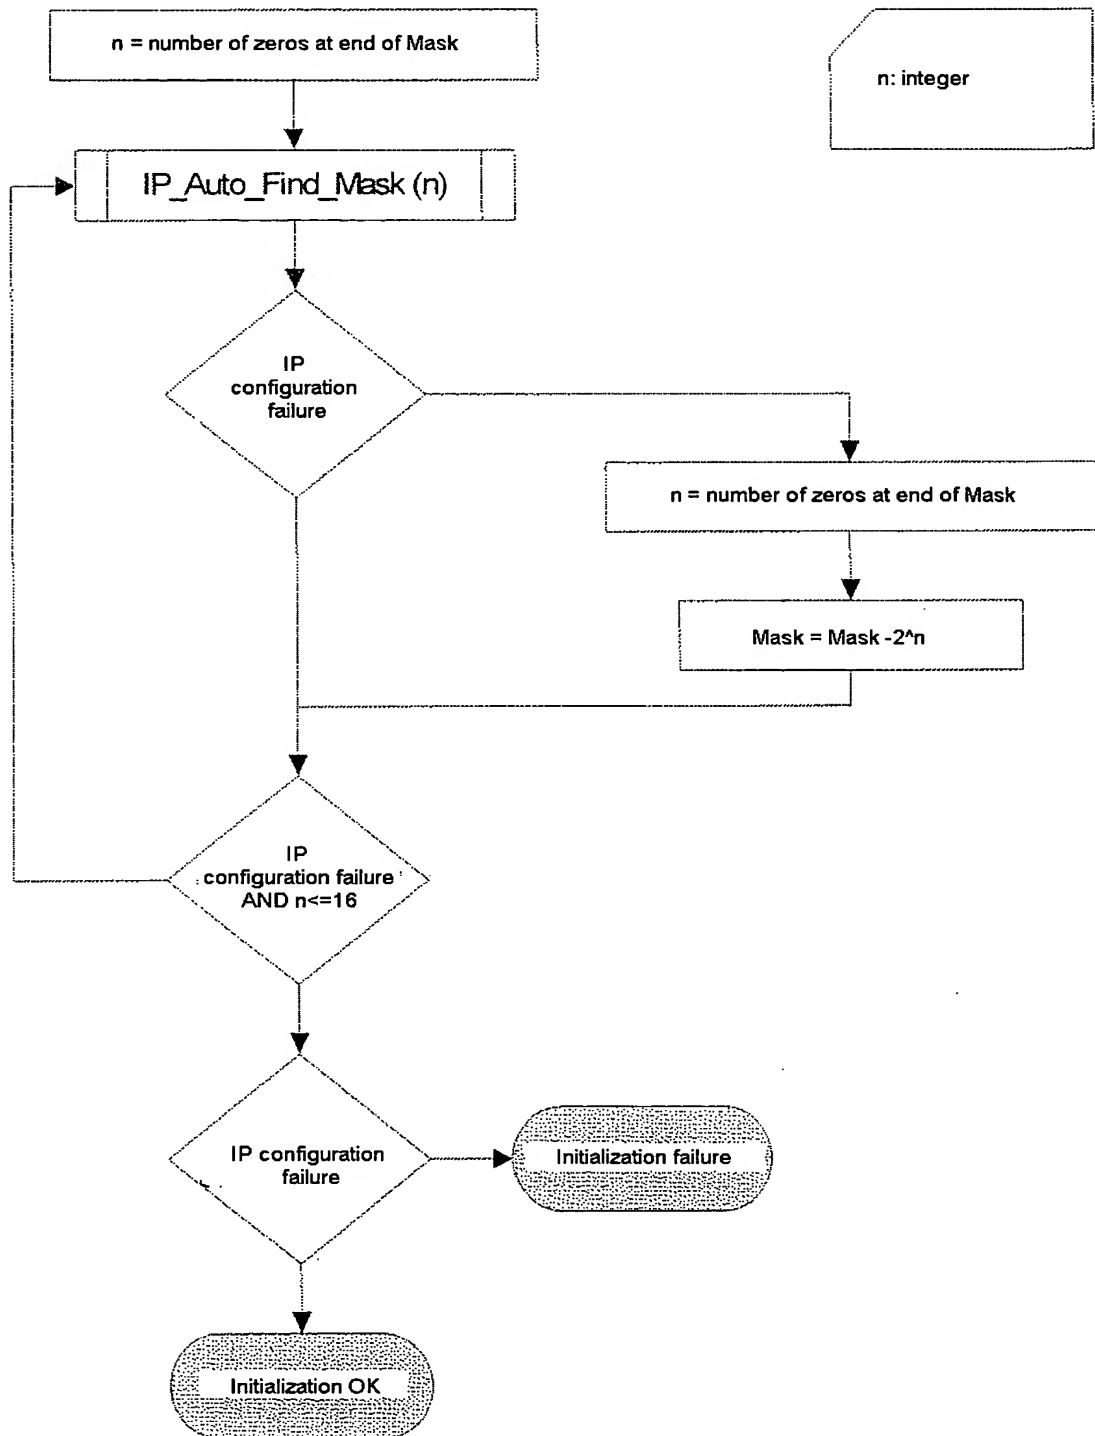 n = number of zeros at end of Mask
n: integer
IP_Auto_Find_Mask (n)
IP
configuration
failure
n = number of zeros at end of Mask
Mask = Mask -2^n
IP
configuration failure
AND n<=16
IP configuration
failure
Initialization failure
Initialization OK